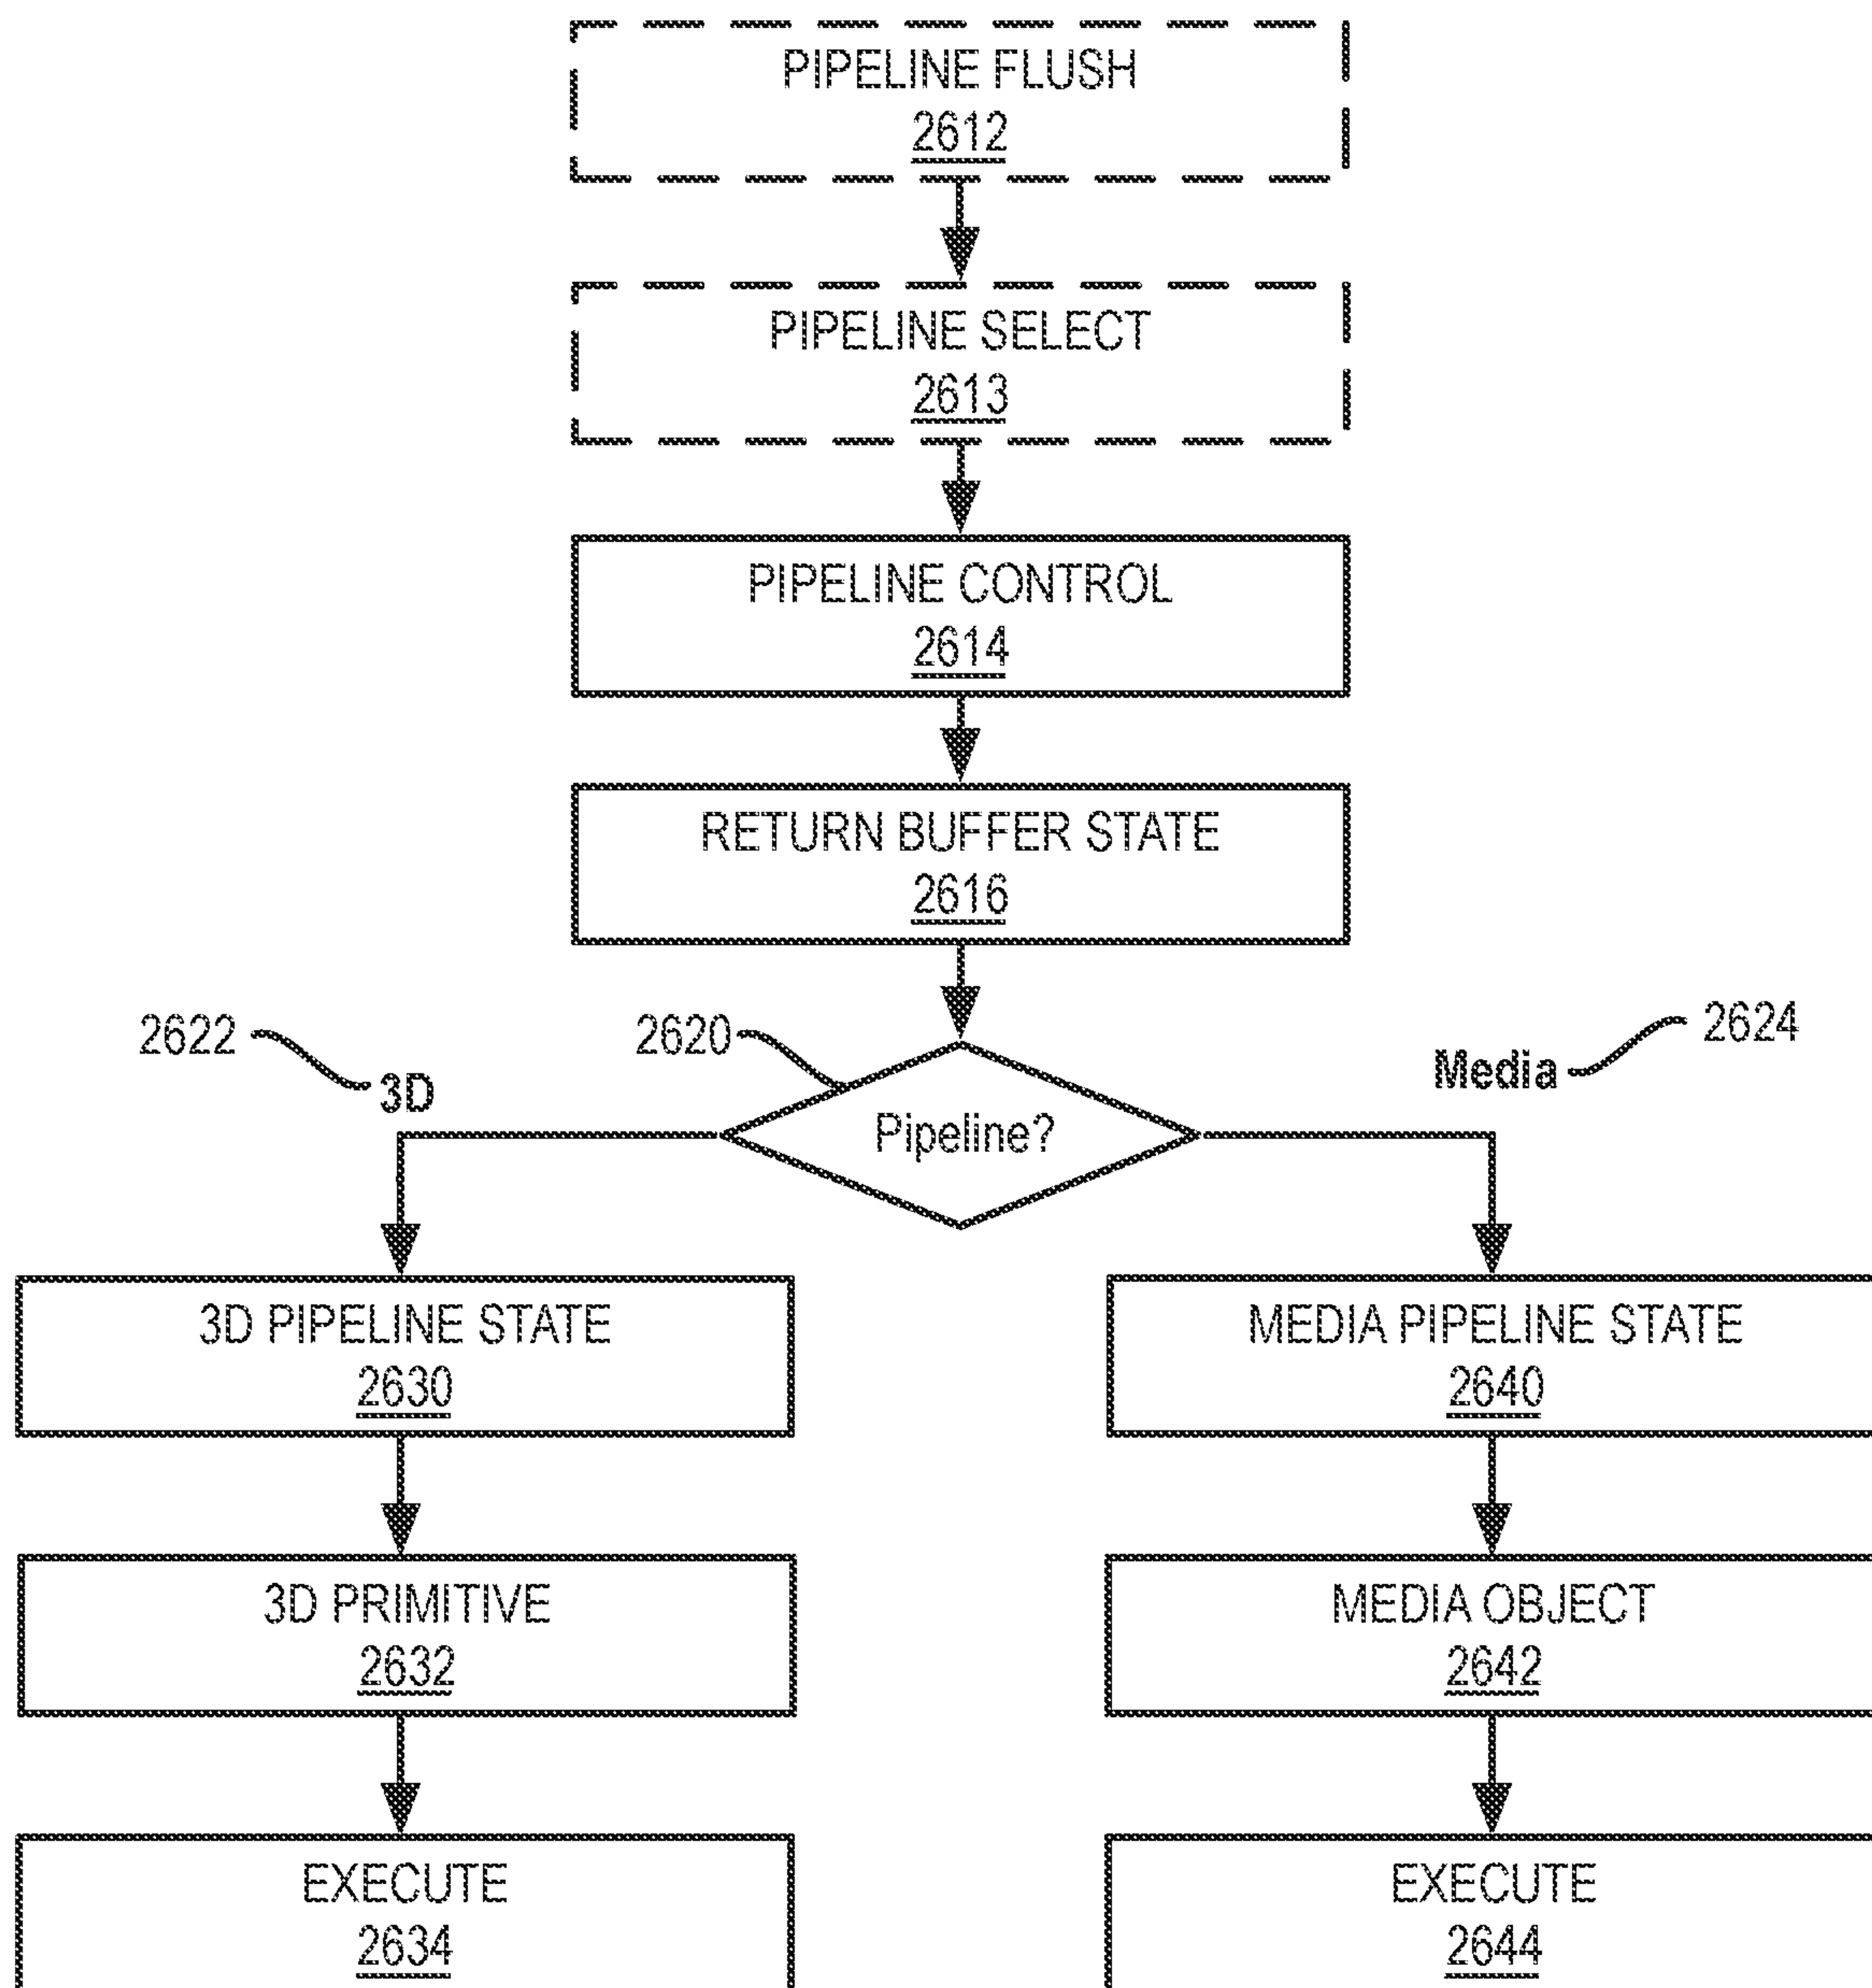 PIPELINE FLUSH
2612
PIPELINE SELECT
2613
PIPELINE CONTROL
2614
RETURN BUFFER STATE
2616
2622
3D
2620
Pipeline?
Media
2624
3D PIPELINE STATE
2630
MEDIA PIPELINE STATE
2640
3D PRIMITIVE
2632
MEDIA OBJECT
2642
EXECUTE
2634
EXECUTE
2644